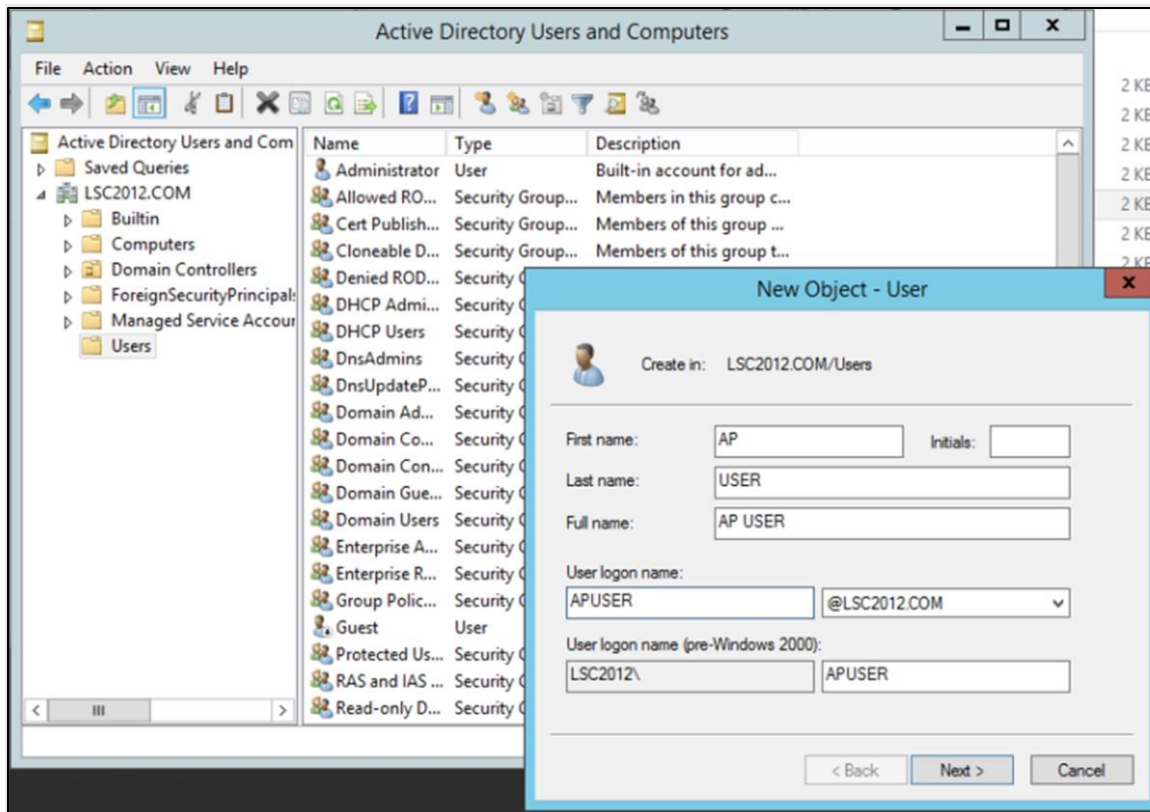 Active Directory Users and Computers
File Action View Help
Active Directory Users and Com
Saved Queries
LSC2012.COM
Builtin
Computers
Domain Controllers
ForeignSecurityPrincipals
Managed Service Accour
Users
Name Type Description
Administrator User Built-in account for ad...
Allowed RO... Security Group... Members in this group c...
Cert Publish... Security Group... Members of this group ...
Cloneable D... Security Group... Members of this group t...
Denied ROD... Security G
DHCP Admi... Security G
DHCP Users Security G
DnsAdmins Security G
DnsUpdateP... Security G
Domain Ad... Security G
Domain Co... Security G
Domain Con... Security G
Domain Gue... Security G
Domain Users Security G
Enterprise A... Security G
Enterprise R... Security G
Group Polic... Security G
Guest User
Protected Us... Security G
RAS and IAS ... Security G
Read-only D... Security G
2 KB
2 KB
2 KB
2 KB
2 KB
2 KB
2 KB
New Object - User
Create in: LSC2012.COM/Users
First name: AP Initials:
Last name: USER
Full name: AP USER
User logon name:
APUSER @LSC2012.COM
User logon name (pre-Windows 2000):
LSC2012\ APUSER
< Back Next > Cancel